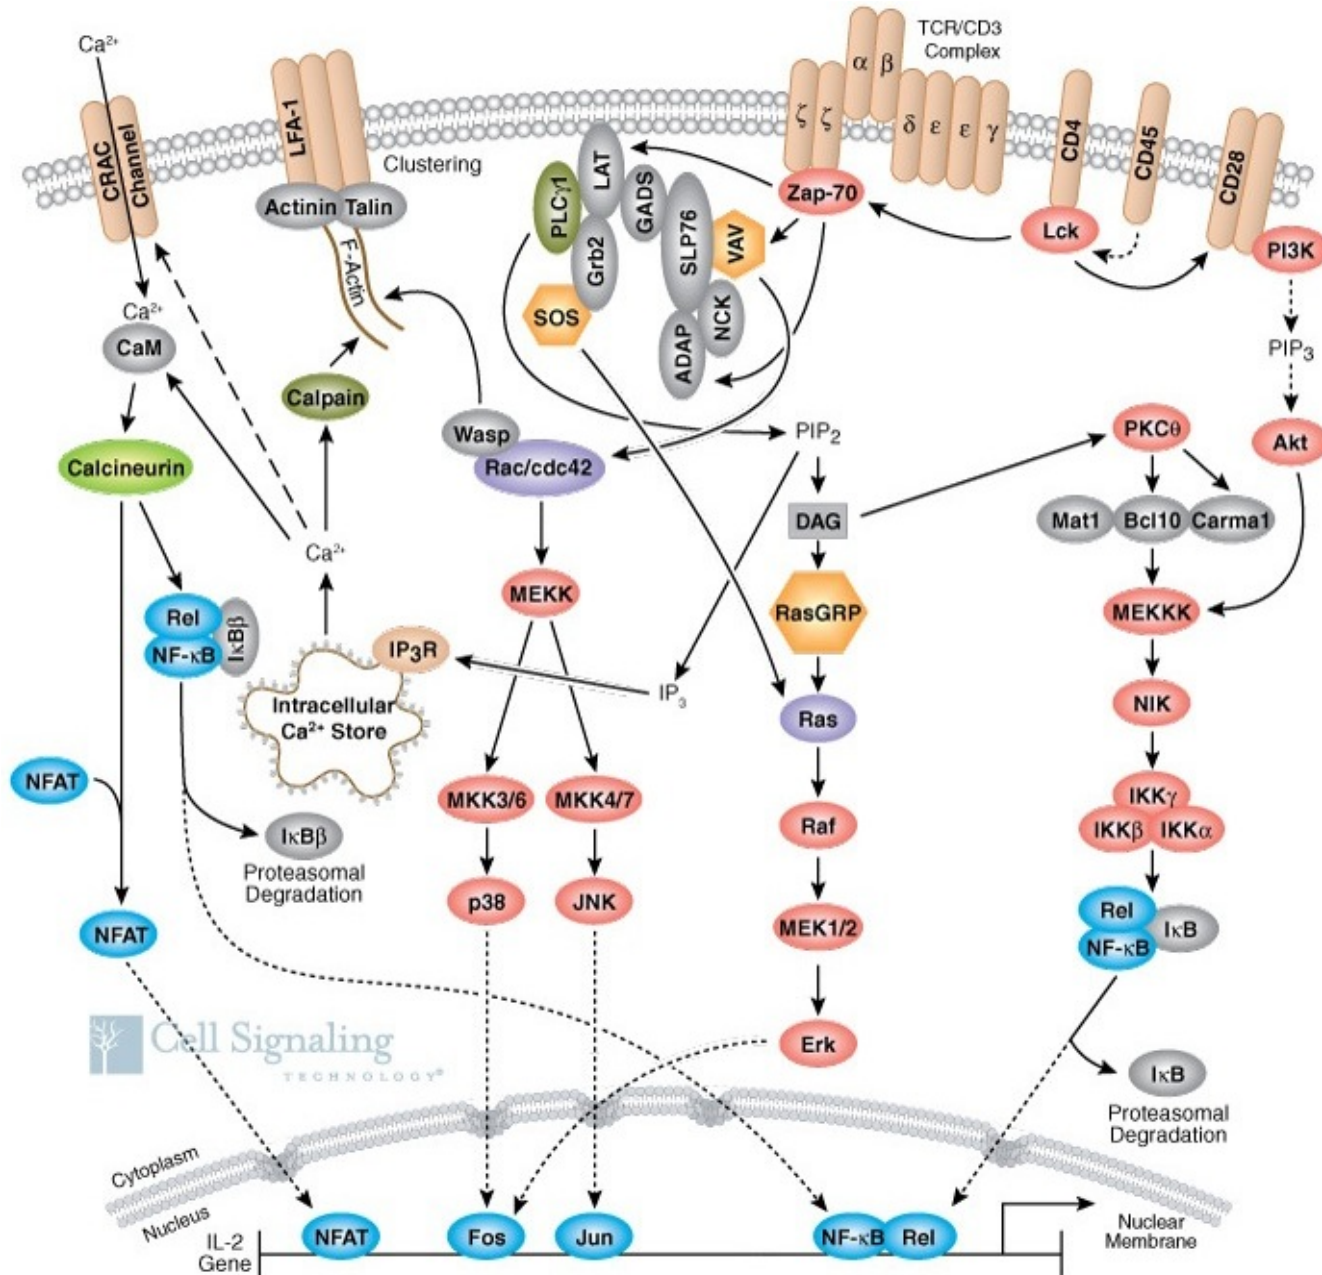 TCR/CD3
Complex
Ca²⁺
α
β
ζ
ζ
δ
ε
ε
γ
CRAC
Channel
LFA-1
Clustering
CD4
CD45
CD28
Actinin
Talin
F-Actin
PLCγ1
LAT
GADS
Grb2
SLP76
VAV
SOS
ADAP
NCK
Zap-70
Lck
PI3K
Ca²⁺
CaM
PIP₃
Calpain
Calcineurin
Wasp
Rac/cdc42
PIP₂
PKCθ
Akt
DAG
Mat1
Bcl10
Carma1
Ca²⁺
MEKK
RasGRP
MEKKK
Rel
NF-κB
IκBβ
IP₃R
IP₃
Intracellular
Ca²⁺ Store
Ras
NIK
NFAT
MKK3/6
MKK4/7
Raf
IKKγ
IKKβ
IKKα
IκBβ
Proteasomal
Degradation
p38
JNK
NFAT
MEK1/2
Rel
NF-κB
IκB
Cell Signaling
TECHNOLOGY®
Erk
IκB
Proteasomal
Degradation
Cytoplasm
Nucleus
IL-2
Gene
NFAT
Fos
Jun
NF-κB
Rel
Nuclear
Membrane